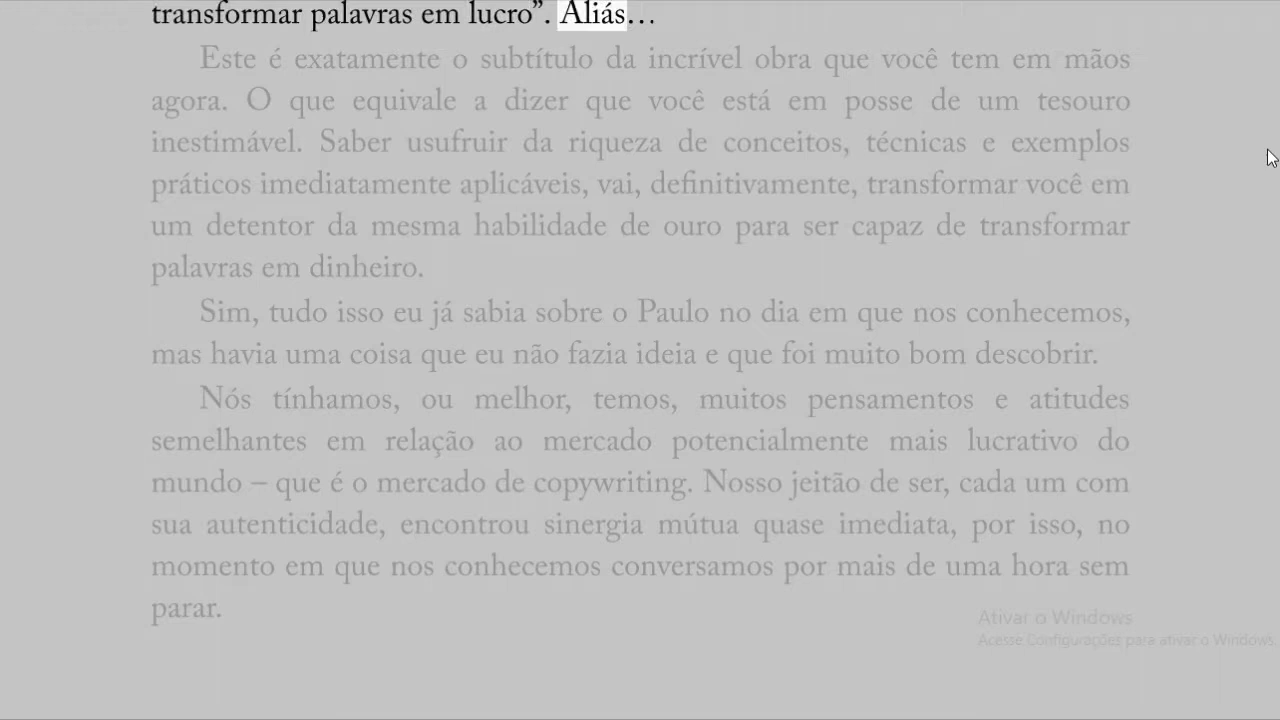 transformar palavras em lucro”. Aliás…
Este é exatamente o subtítulo da incrível obra que você tem em mãos
agora. O que equivale a dizer que você está em posse de um tesouro
inestimável. Saber usufruir da riqueza de conceitos, técnicas e exemplos
práticos imediatamente aplicáveis, vai, definitivamente, transformar você em
um detentor da mesma habilidade de ouro para ser capaz de transformar
palavras em dinheiro.
Sim, tudo isso eu já sabia sobre o Paulo no dia em que nos conhecemos,
mas havia uma coisa que eu não fazia ideia e que foi muito bom descobrir.
Nós tínhamos, ou melhor, temos, muitos pensamentos e atitudes
semelhantes em relação ao mercado potencialmente mais lucrativo do
mundo – que é o mercado de copywriting. Nosso jeitão de ser, cada um com
sua autenticidade, encontrou sinergia mútua quase imediata, por isso, no
momento em que nos conhecemos conversamos por mais de uma hora sem
parar.
Ativar o Windows
Acesse Configurações para ativar o Windows.